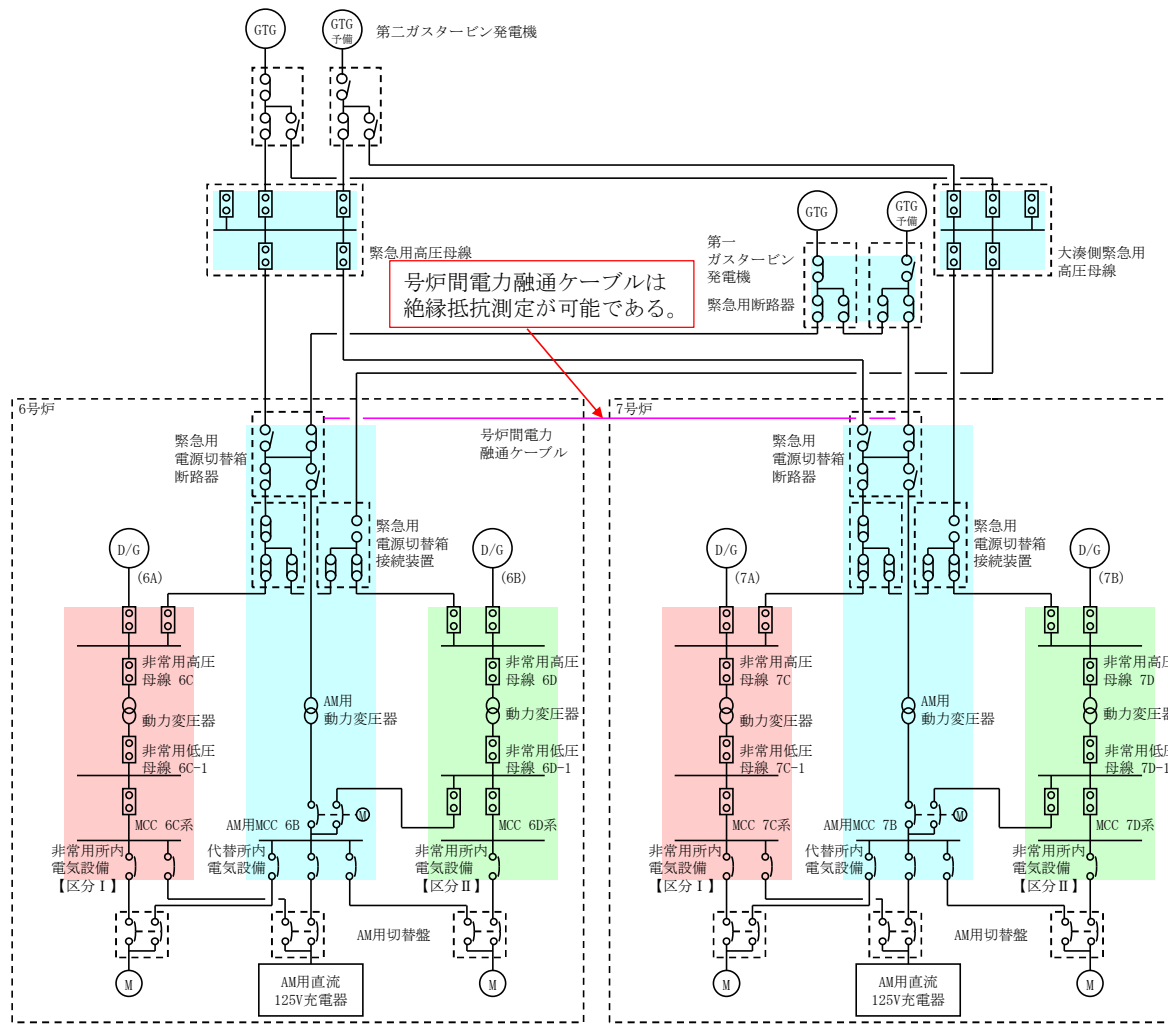 GTG
GTG
予備
第二ガスタービン発電機
GTG
GTG
予備
第一
ガスタービン
発電機
緊急用断路器
緊急用高圧母線
大湊側緊急用
高圧母線
号炉間電力融通ケーブルは
絶縁抵抗測定が可能である。
6号炉
緊急用
電源切替箱
断路器
号炉間電力
融通ケーブル
緊急用
電源切替箱
接続装置
D/G
(6A)
D/G
(6B)
非常用高圧
母線 6C
動力変圧器
非常用低圧
母線 6C-1
MCC 6C系
非常用所内
電気設備
【区分Ⅰ】
AM用
動力変圧器
M
AM用MCC 6B
代替所内
電気設備
非常用高圧
母線 6D
動力変圧器
非常用低圧
母線 6D-1
MCC 6D系
非常用所内
電気設備
【区分Ⅱ】
AM用切替盤
M
AM用直流
125V充電器
M
7号炉
緊急用
電源切替箱
断路器
緊急用
電源切替箱
接続装置
D/G
(7A)
D/G
(7B)
非常用高圧
母線 7C
動力変圧器
非常用低圧
母線 7C-1
MCC 7C系
非常用所内
電気設備
【区分Ⅰ】
AM用
動力変圧器
M
AM用MCC 7B
代替所内
電気設備
非常用高圧
母線 7D
動力変圧器
非常用低圧
母線 7D-1
MCC 7D系
非常用所内
電気設備
【区分Ⅱ】
AM用切替盤
M
AM用直流
125V充電器
M